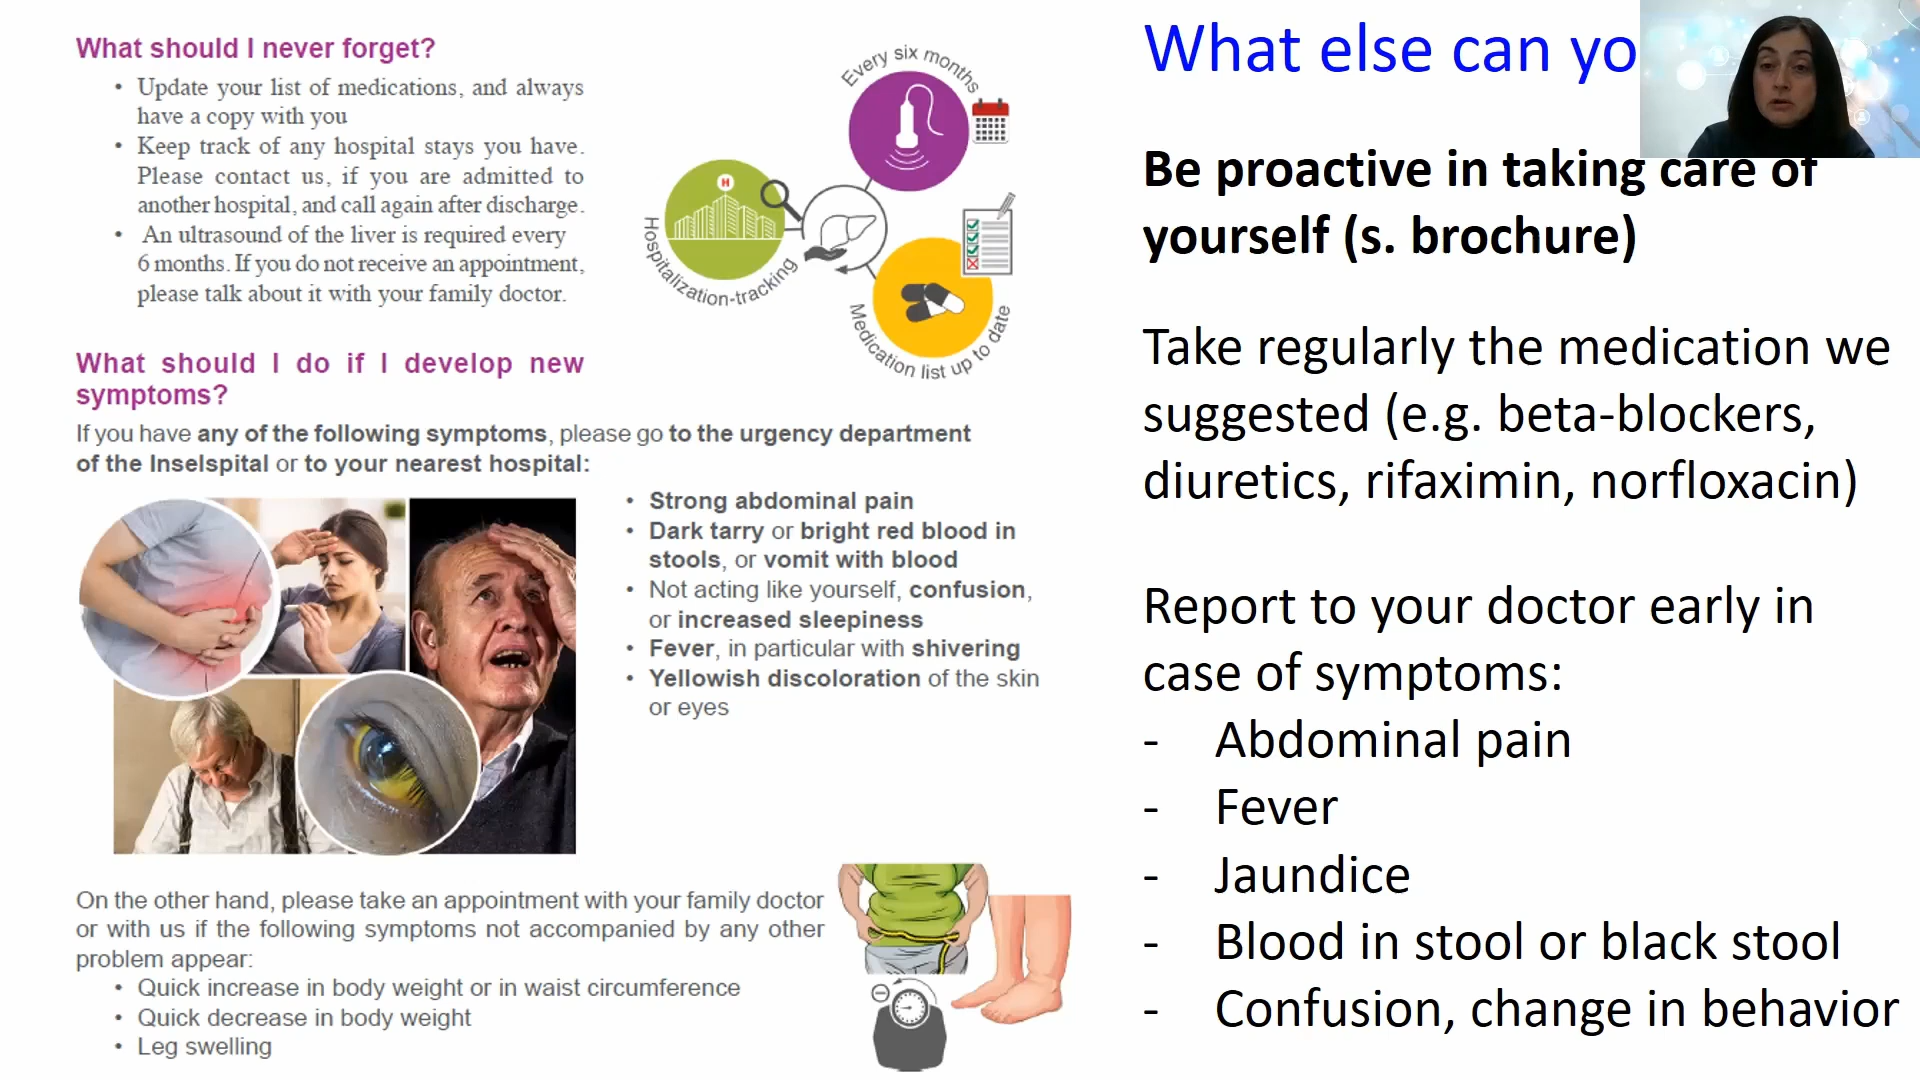 What should I never forget?
• Update your list of medications, and always
have a copy with you
• Keep track of any hospital stays you have.
Please contact us, if you are admitted to
another hospital, and call again after discharge.
• An ultrasound of the liver is required every
6 months. If you do not receive an appointment,
please talk about it with your family doctor.
Every six months
H
Hospitalization-tracking
Medication list up to date
What should I do if I develop new
symptoms?
If you have any of the following symptoms, please go to the urgency department
of the Inselspital or to your nearest hospital:
• Strong abdominal pain
• Dark tarry or bright red blood in
stools, or vomit with blood
• Not acting like yourself, confusion,
or increased sleepiness
• Fever, in particular with shivering
• Yellowish discoloration of the skin
or eyes
On the other hand, please take an appointment with your family doctor
or with us if the following symptoms not accompanied by any other
problem appear:
• Quick increase in body weight or in waist circumference
• Quick decrease in body weight
• Leg swelling
What else can yo
Be proactive in taking care of
yourself (s. brochure)
Take regularly the medication we
suggested (e.g. beta-blockers,
diuretics, rifaximin, norfloxacin)
Report to your doctor early in
case of symptoms:
- Abdominal pain
- Fever
- Jaundice
- Blood in stool or black stool
- Confusion, change in behavior